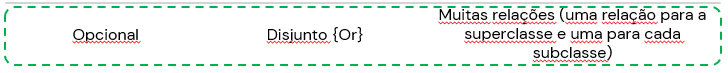 Opcional
Disjunto {Or}
Muitas relações (uma relação para a
superclasse e uma para cada
subclasse)